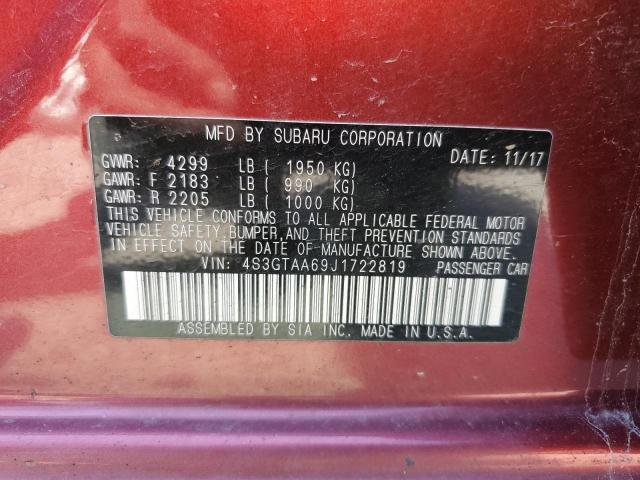 MFD BY SUBARU CORPORATION
GVWR: 4299 LB ( 1950 KG) DATE: 11/17
GAWR: F 2183 LB ( 990 KG)
GAWR: R 2205 LB ( 1000 KG)
THIS VEHICLE CONFORMS TO ALL APPLICABLE FEDERAL MOTOR
VEHICLE SAFETY, BUMPER, AND THEFT PREVENTION STANDARDS
IN EFFECT ON THE DATE OF MANUFACTURE SHOWN ABOVE.
VIN: 4S3GTAA69J1722819 PASSENGER CAR
ASSEMBLED BY SIA INC. MADE IN U.S.A.